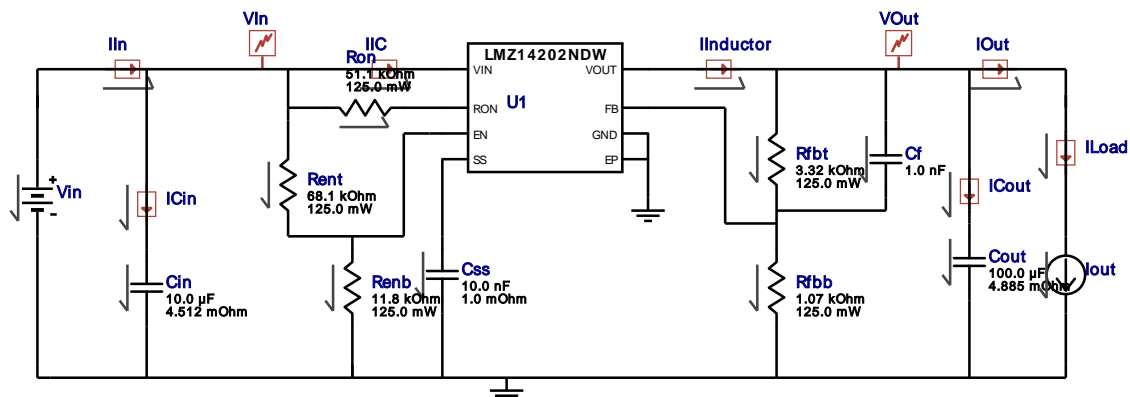 VIn
VOut
IIn
IIC
IInductor
IOut
LMZ14202NDW
Ron
51.1 kOhm
125.0 mW
VIN
VOUT
RON
U1
FB
EN
GND
SS
EP
ILoad
Rfbt
3.32 kOhm
125.0 mW
Cf
1.0 nF
Vin
+
-
ICin
Rent
68.1 kOhm
125.0 mW
ICout
Cin
10.0 µF
4.512 mOhm
Renb
11.8 kOhm
125.0 mW
Css
10.0 nF
1.0 mOhm
Rfbb
1.07 kOhm
125.0 mW
Cout
100.0 µF
4.885 mOhm
Iout